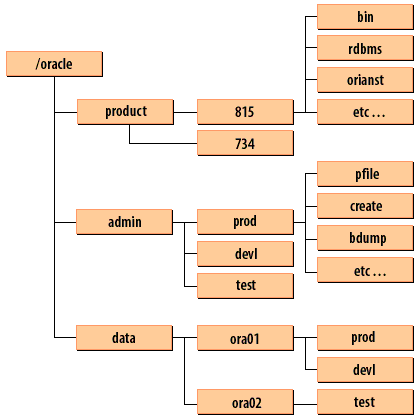 /oracle
product
815
bin
rdbms
orianst
etc ...
734
admin
prod
pfile
create
bdump
etc ...
devl
test
data
ora01
prod
devl
ora02
test